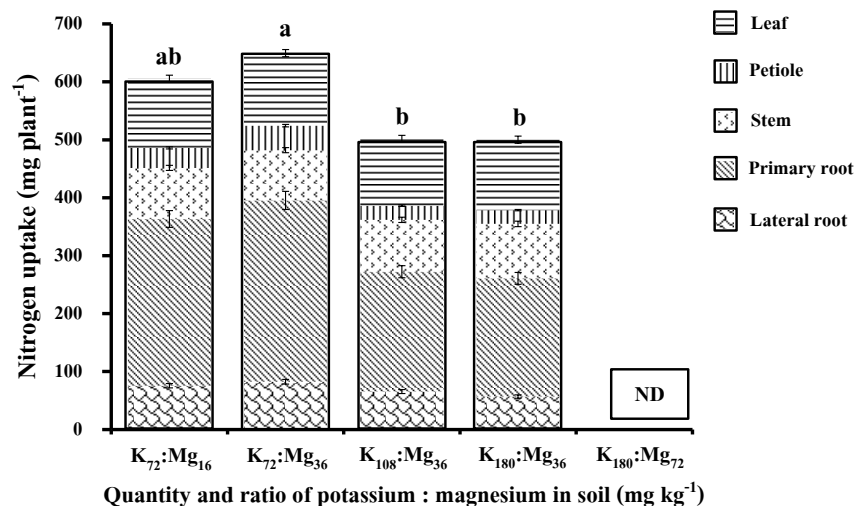 700
600
500
400
300
200
100
0
Nitrogen uptake (mg plant⁻¹)
ab
a
b
b
ND
Leaf
Petiole
Stem
Primary root
Lateral root
K₇₂:Mg₁₆ K₇₂:Mg₃₆ K₁₀₈:Mg₃₆ K₁₈₀:Mg₃₆ K₁₈₀:Mg₇₂
Quantity and ratio of potassium : magnesium in soil (mg kg⁻¹)